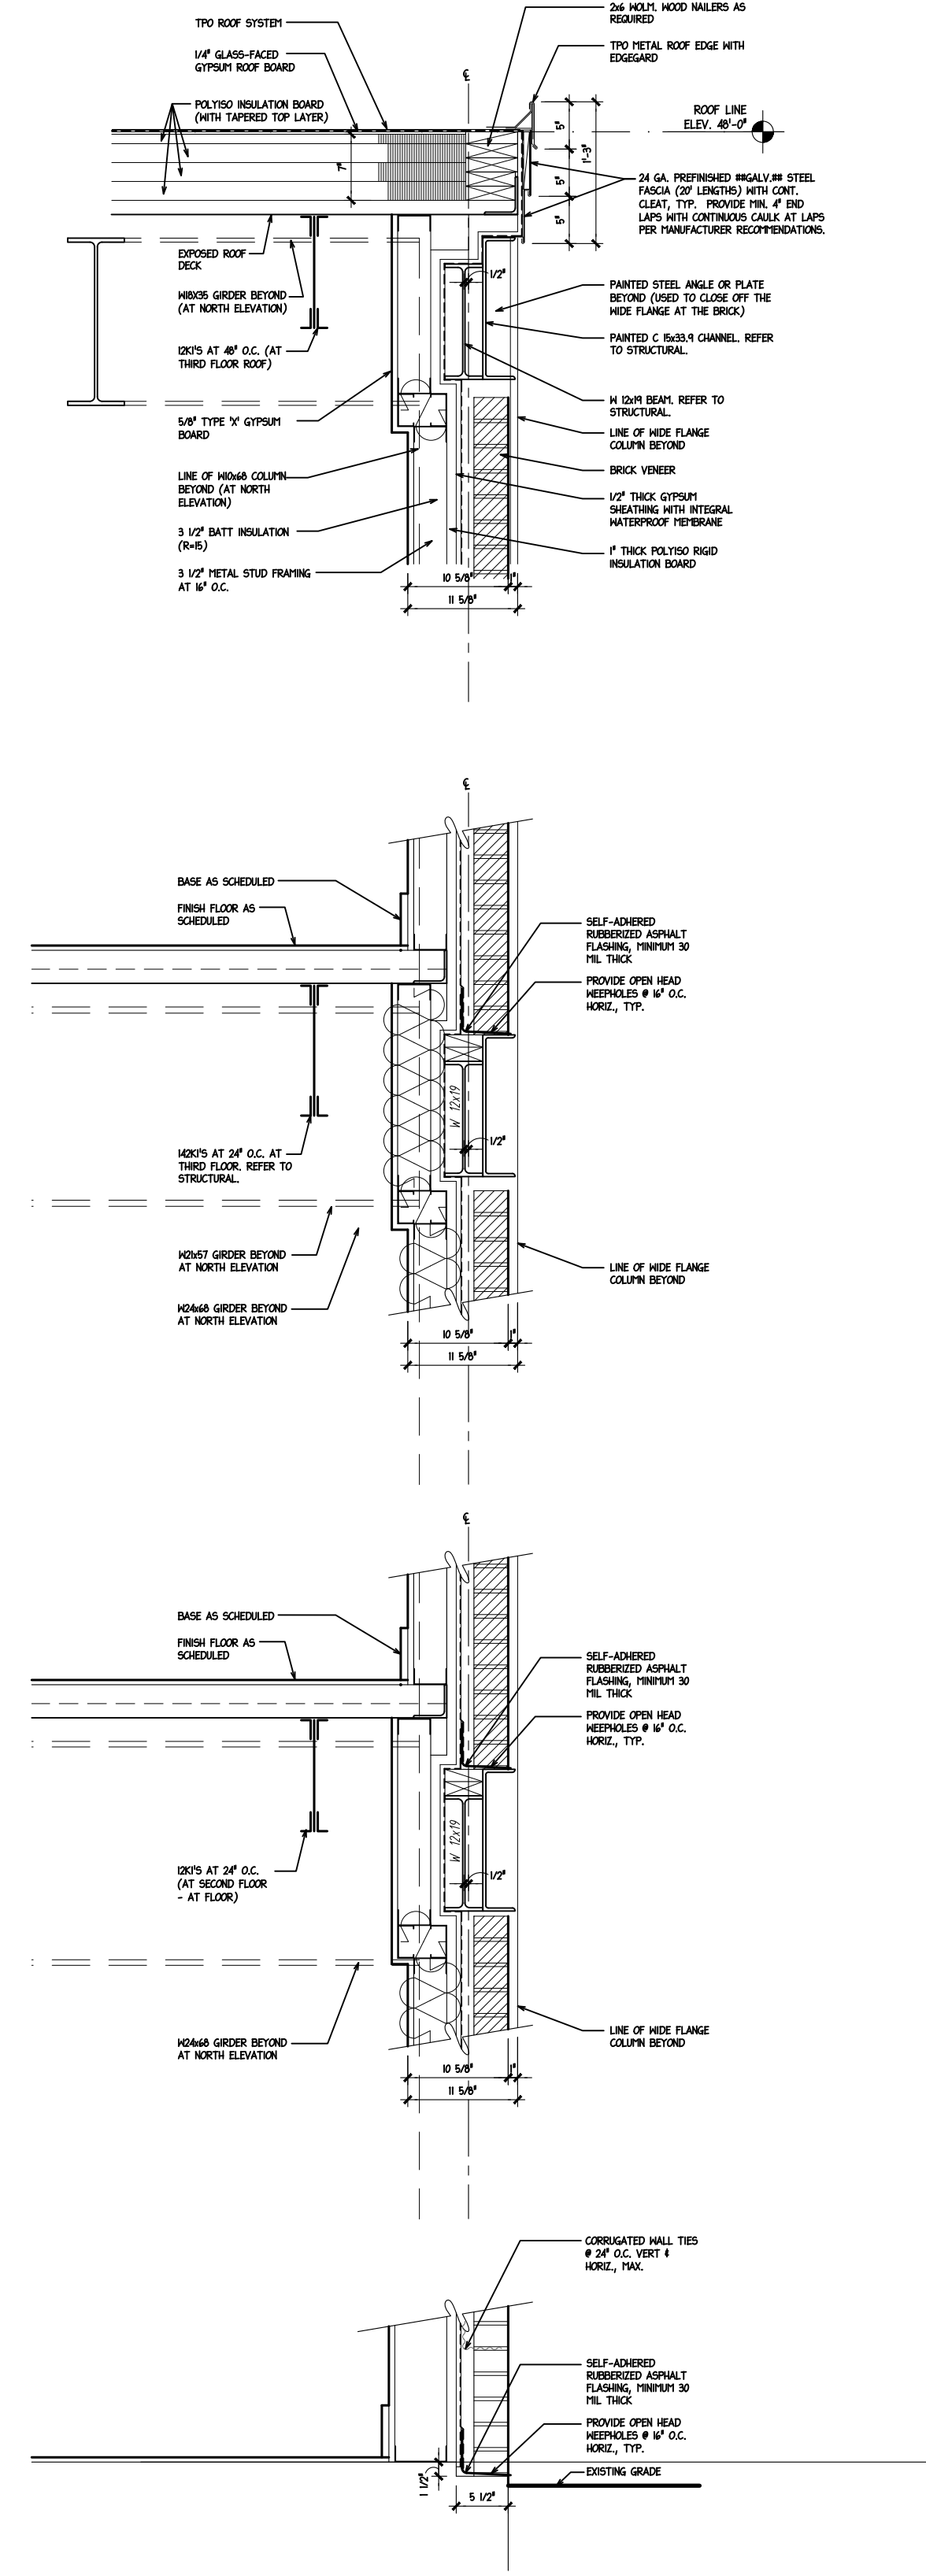 2x6 WOLM. WOOD NAILERS AS
REQUIRED
TPO ROOF SYSTEM
1/4" GLASS-FACED
GYPSUM ROOF BOARD
TPO METAL ROOF EDGE WITH
EDGEGARD
℄
POLYISO INSULATION BOARD
(WITH TAPERED TOP LAYER)
ROOF LINE
ELEV. 48'-0"
7"
5"
5"
5"
1'-3"
24 GA. PREFINISHED ##GALV.## STEEL
FASCIA (20' LENGTHS) WITH CONT.
CLEAT, TYP. PROVIDE MIN. 4" END
LAPS WITH CONTINUOUS CAULK AT LAPS
PER MANUFACTURER RECOMMENDATIONS.
EXPOSED ROOF
DECK
W18X35 GIRDER BEYOND
(AT NORTH ELEVATION)
12K1'S AT 48" O.C. (AT
THIRD FLOOR ROOF)
1/2"
PAINTED STEEL ANGLE OR PLATE
BEYOND (USED TO CLOSE OFF THE
WIDE FLANGE AT THE BRICK)
PAINTED C 15x33.9 CHANNEL. REFER
TO STRUCTURAL.
W 12x19 BEAM. REFER TO
STRUCTURAL.
5/8" TYPE 'X' GYPSUM
BOARD
LINE OF WIDE FLANGE
COLUMN BEYOND
BRICK VENEER
LINE OF W10x68 COLUMN
BEYOND (AT NORTH
ELEVATION)
1/2" THICK GYPSUM
SHEATHING WITH INTEGRAL
WATERPROOF MEMBRANE
3 1/2" BATT INSULATION
(R=15)
1" THICK POLYISO RIGID
INSULATION BOARD
3 1/2" METAL STUD FRAMING
AT 16" O.C.
10 5/8"
1"
11 5/8"
℄
BASE AS SCHEDULED
FINISH FLOOR AS
SCHEDULED
SELF-ADHERED
RUBBERIZED ASPHALT
FLASHING, MINIMUM 30
MIL THICK
PROVIDE OPEN HEAD
WEEPHOLES @ 16" O.C.
HORIZ., TYP.
W 12x19
1/2"
142K1'S AT 24" O.C. AT
THIRD FLOOR. REFER TO
STRUCTURAL.
W21x57 GIRDER BEYOND
AT NORTH ELEVATION
LINE OF WIDE FLANGE
COLUMN BEYOND
W24x68 GIRDER BEYOND
AT NORTH ELEVATION
10 5/8"
1"
11 5/8"
℄
BASE AS SCHEDULED
FINISH FLOOR AS
SCHEDULED
SELF-ADHERED
RUBBERIZED ASPHALT
FLASHING, MINIMUM 30
MIL THICK
PROVIDE OPEN HEAD
WEEPHOLES @ 16" O.C.
HORIZ., TYP.
W 12x19
1/2"
12K1'S AT 24" O.C.
(AT SECOND FLOOR
- AT FLOOR)
LINE OF WIDE FLANGE
COLUMN BEYOND
W24x68 GIRDER BEYOND
AT NORTH ELEVATION
10 5/8"
1"
11 5/8"
CORRUGATED WALL TIES
@ 24" O.C. VERT &
HORIZ., MAX.
SELF-ADHERED
RUBBERIZED ASPHALT
FLASHING, MINIMUM 30
MIL THICK
PROVIDE OPEN HEAD
WEEPHOLES @ 16" O.C.
HORIZ., TYP.
EXISTING GRADE
1 1/2"
5 1/2"